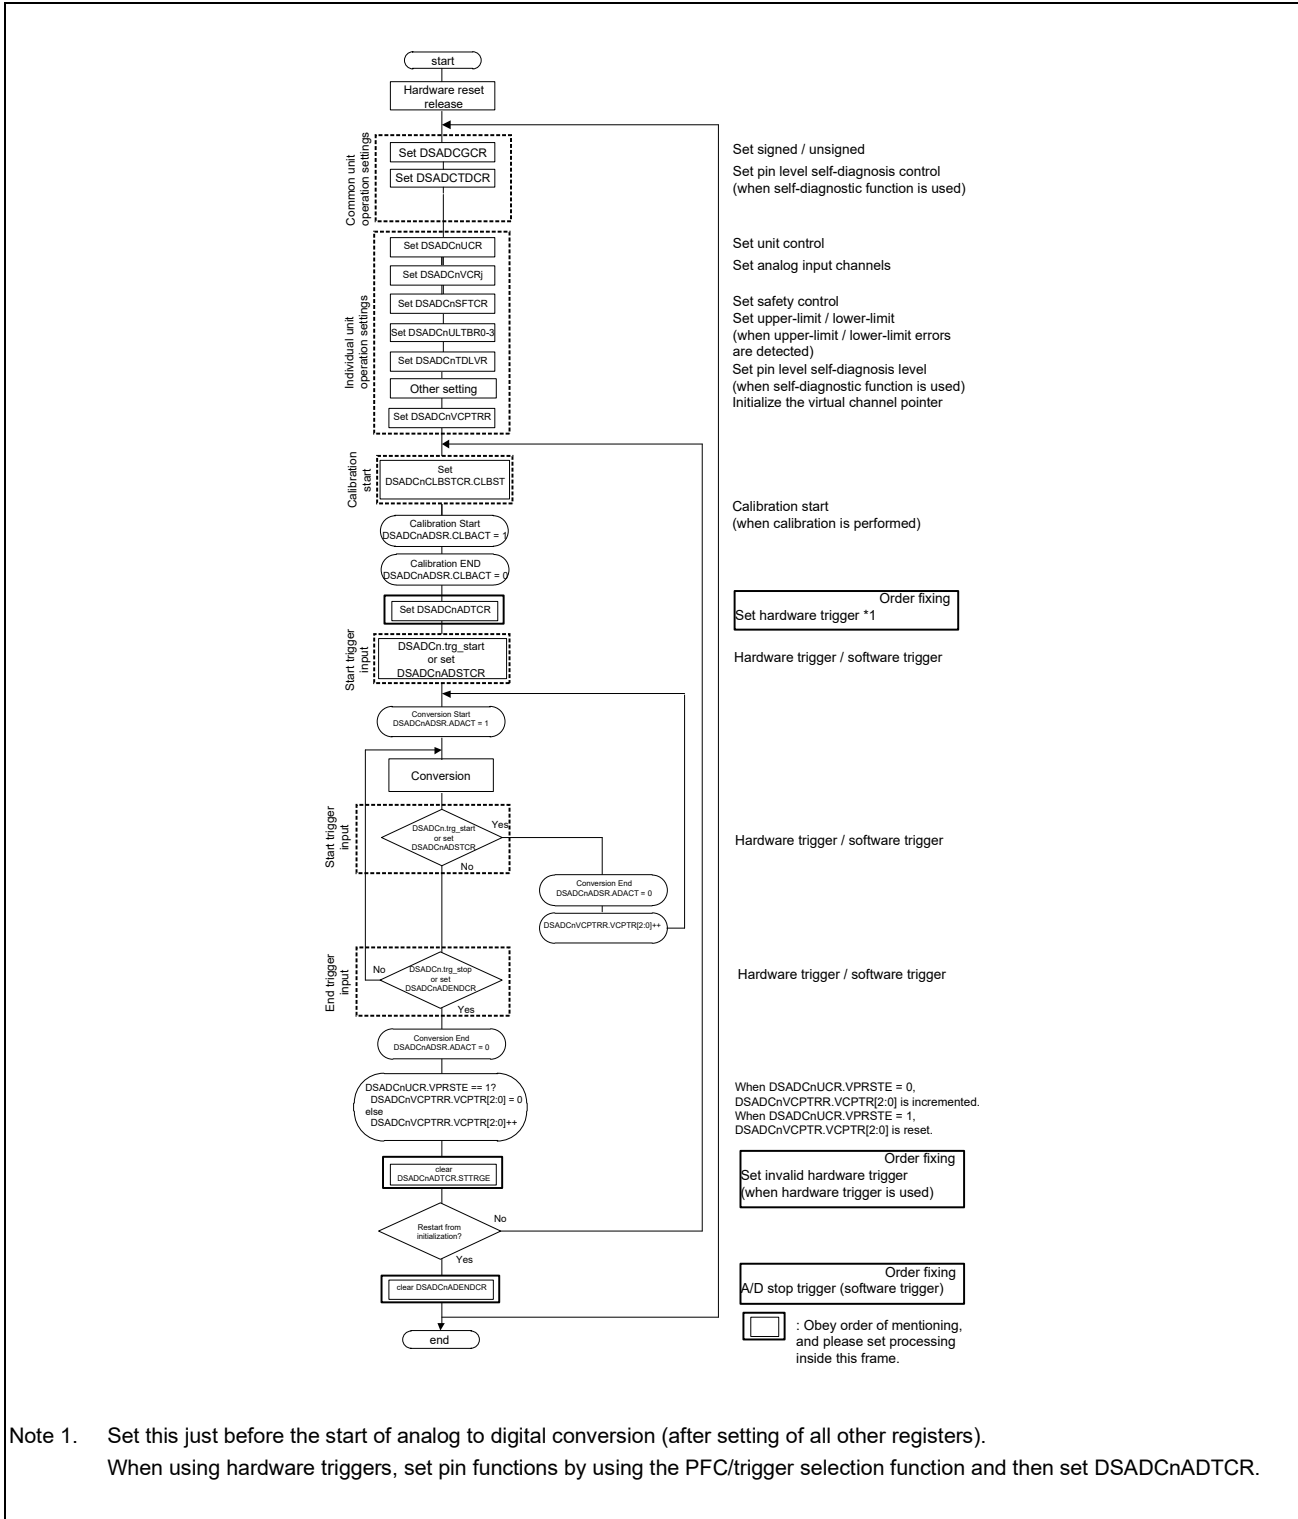 start
Hardware reset
release
Common unit
operation settings
Set DSADCGCR
Set signed / unsigned
Set DSADCTDCR
Set pin level self-diagnosis control
(when self-diagnostic function is used)
Individual unit
operation settings
Set DSADCnUCR
Set unit control
Set DSADCnVCRj
Set analog input channels
Set DSADCnSFTCR
Set safety control
Set DSADCnULTBR0-3
Set upper-limit / lower-limit
(when upper-limit / lower-limit errors
are detected)
Set DSADCnTDLVR
Set pin level self-diagnosis level
(when self-diagnostic function is used)
Other setting
Set DSADCnVCPTRR
Initialize the virtual channel pointer
Calibration
start
Set
DSADCnCLBSTCR.CLBST
Calibration start
(when calibration is performed)
Calibration Start
DSADCnADSR.CLBACT = 1
Calibration END
DSADCnADSR.CLBACT = 0
Set DSADCnADTCR
Order fixing
Set hardware trigger *1
Start trigger
input
DSADCn.trg_start
or set
DSADCnADSTCR
Hardware trigger / software trigger
Conversion Start
DSADCnADSR.ADACT = 1
Conversion
Start trigger
input
DSADCn.trg_start
or set
DSADCnADSTCR
Yes
No
Hardware trigger / software trigger
Conversion End
DSADCnADSR.ADACT = 0
DSADCnVCPTRR.VCPTR[2:0]++
End trigger
input
No
DSADCn.trg_stop
or set
DSADCnADENDCR
Yes
Hardware trigger / software trigger
Conversion End
DSADCnADSR.ADACT = 0
DSADCnUCR.VPRSTE == 1?
DSADCnVCPTRR.VCPTR[2:0] = 0
else
DSADCnVCPTRR.VCPTR[2:0]++
When DSADCnUCR.VPRSTE = 0,
DSADCnVCPTRR.VCPTR[2:0] is incremented.
When DSADCnUCR.VPRSTE = 1,
DSADCnVCPTR.VCPTR[2:0] is reset.
clear
DSADCnADTCR.STTRGE
Order fixing
Set invalid hardware trigger
(when hardware trigger is used)
Restart from
initialization?
No
Yes
clear DSADCnADENDCR
Order fixing
A/D stop trigger (software trigger)
end
: Obey order of mentioning,
and please set processing
inside this frame.
Note 1. Set this just before the start of analog to digital conversion (after setting of all other registers).
When using hardware triggers, set pin functions by using the PFC/trigger selection function and then set DSADCnADTCR.